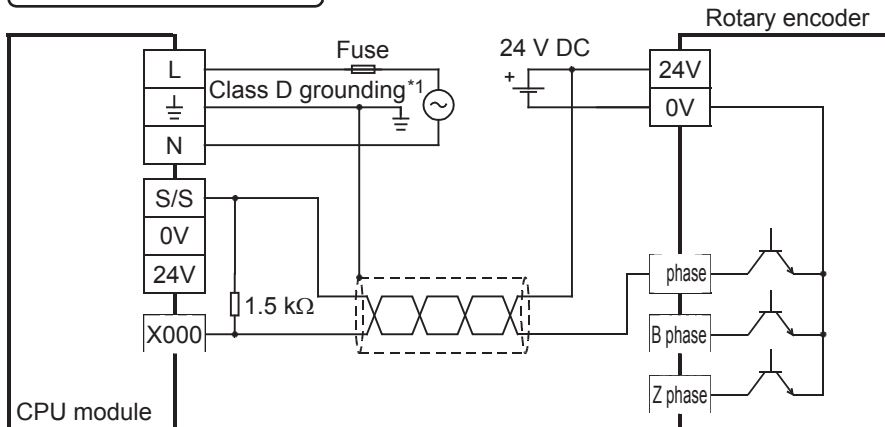 Rotary encoder
Fuse
24 V DC
L
24V
+
Class D grounding*1
0V
N
S/S
0V
24V
phase
1.5 kΩ
X000
B phase
Z phase
CPU module